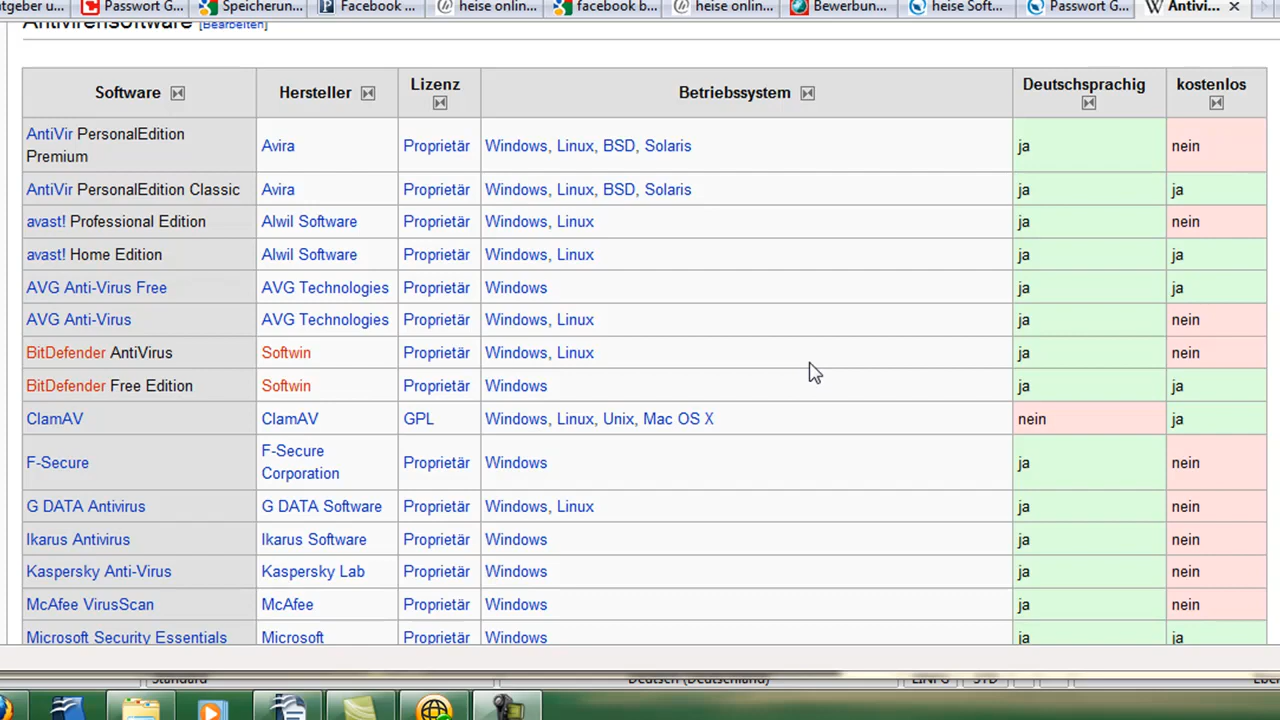 atgeber u... Passwort G... Speicherun... Facebook ... heise onlin... facebook b... heise onlin... Bewerbun... heise Soft... Passwort G... Antivi...
Antivirensoftware [Bearbeiten]
Software Hersteller Lizenz Betriebssystem Deutschsprachig kostenlos
AntiVir PersonalEdition
Premium Avira Proprietär Windows, Linux, BSD, Solaris ja nein
AntiVir PersonalEdition Classic Avira Proprietär Windows, Linux, BSD, Solaris ja ja
avast! Professional Edition Alwil Software Proprietär Windows, Linux ja nein
avast! Home Edition Alwil Software Proprietär Windows, Linux ja ja
AVG Anti-Virus Free AVG Technologies Proprietär Windows ja ja
AVG Anti-Virus AVG Technologies Proprietär Windows, Linux ja nein
BitDefender AntiVirus Softwin Proprietär Windows, Linux ja nein
BitDefender Free Edition Softwin Proprietär Windows ja ja
ClamAV ClamAV GPL Windows, Linux, Unix, Mac OS X nein ja
F-Secure F-Secure
Corporation Proprietär Windows ja nein
G DATA Antivirus G DATA Software Proprietär Windows, Linux ja nein
Ikarus Antivirus Ikarus Software Proprietär Windows ja nein
Kaspersky Anti-Virus Kaspersky Lab Proprietär Windows ja nein
McAfee VirusScan McAfee Proprietär Windows ja nein
Microsoft Security Essentials Microsoft Proprietär Windows ja ja
Standard Deutsch (Deutschland) EINFG STD